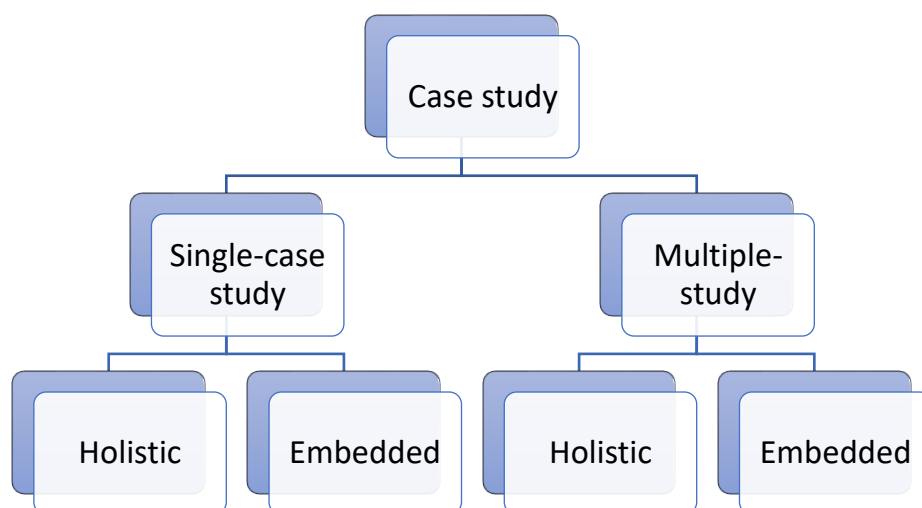 Case study
Single-case
study
Multiple-
study
Holistic
Embedded
Holistic
Embedded